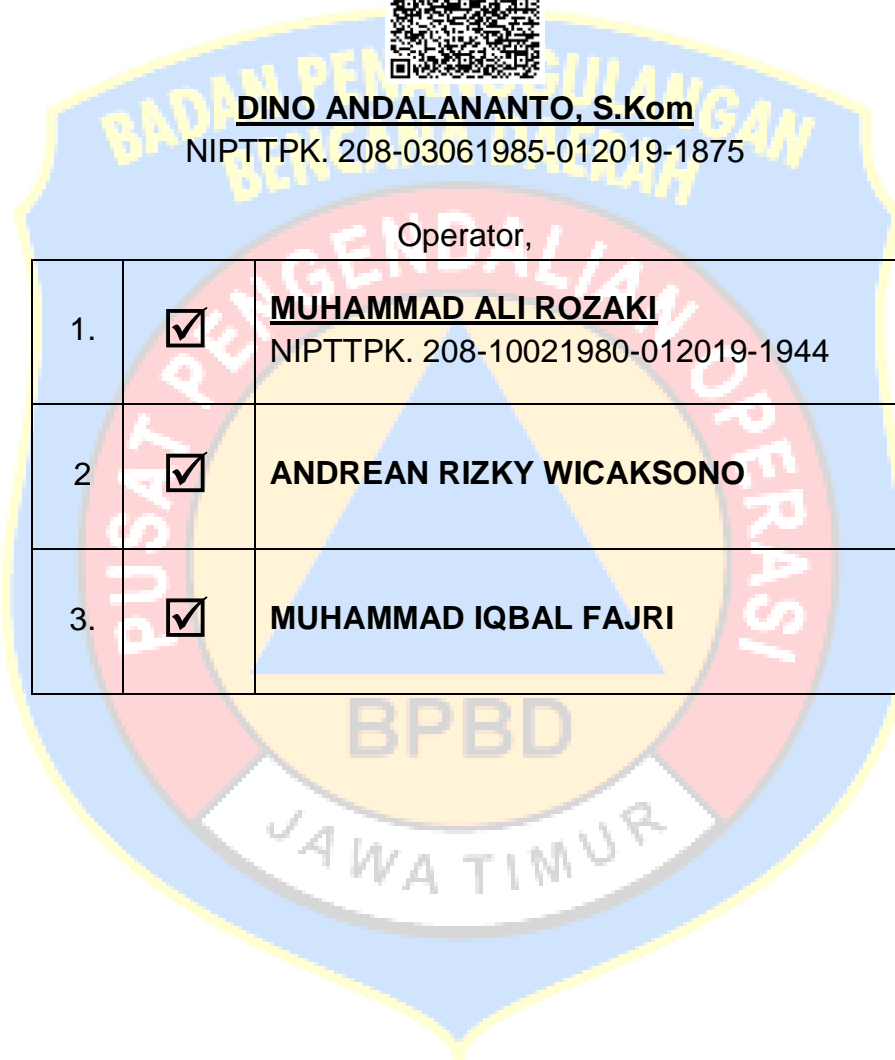 BADAN PENANGGULANGAN
BENCANA DAERAH
DINO ANDALANANTO, S.Kom
NIPTTPK. 208-03061985-012019-1875
Operator,
PUSAT PENGENDALIAN OPERASI
1. ☑ MUHAMMAD ALI ROZAKI
NIPTTPK. 208-10021980-012019-1944
2 ☑ ANDREAN RIZKY WICAKSONO
3. ☑ MUHAMMAD IQBAL FAJRI
BPBD
JAWA TIMUR